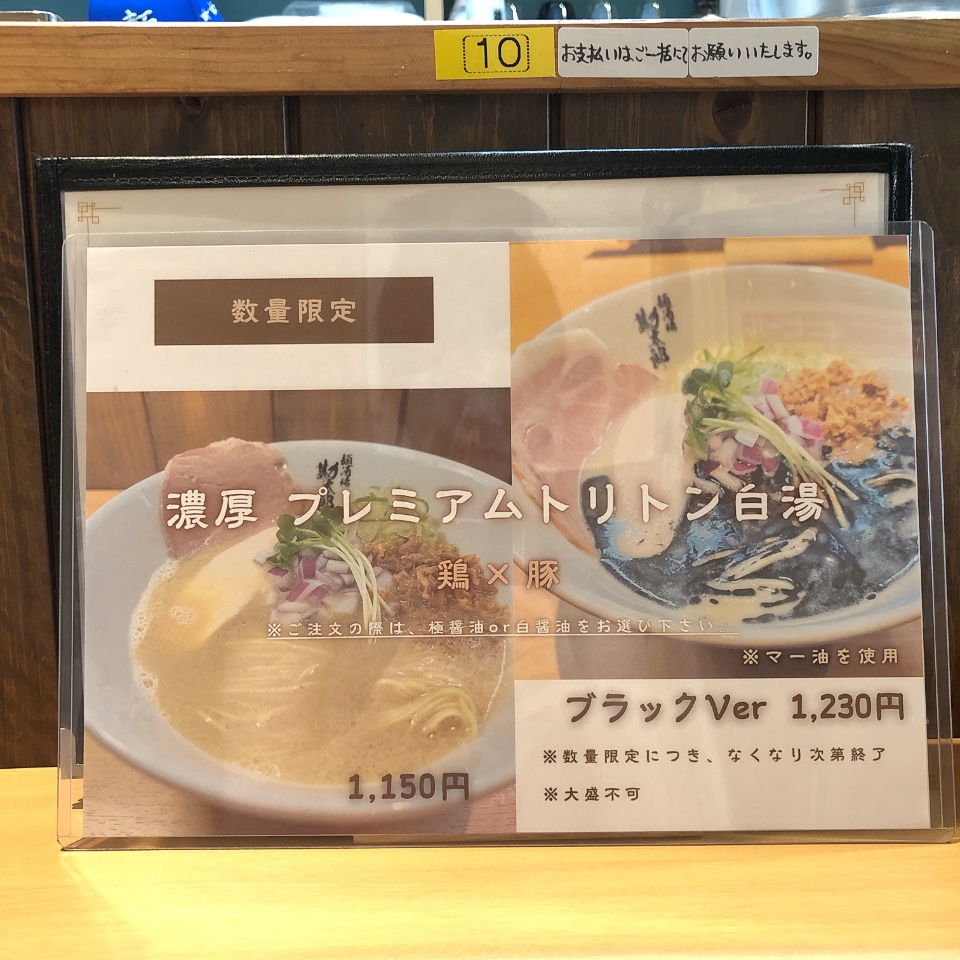 10
お支払いはご一括にてお願いいたします。
数量限定
濃厚 プレミアムトリトン白湯
鶏×豚
※ご注文の際は、極醤油or白醤油をお選び下さい。
※マー油を使用
ブラックVer 1,230円
※数量限定につき、なくなり次第終了
※大盛不可
1,150円